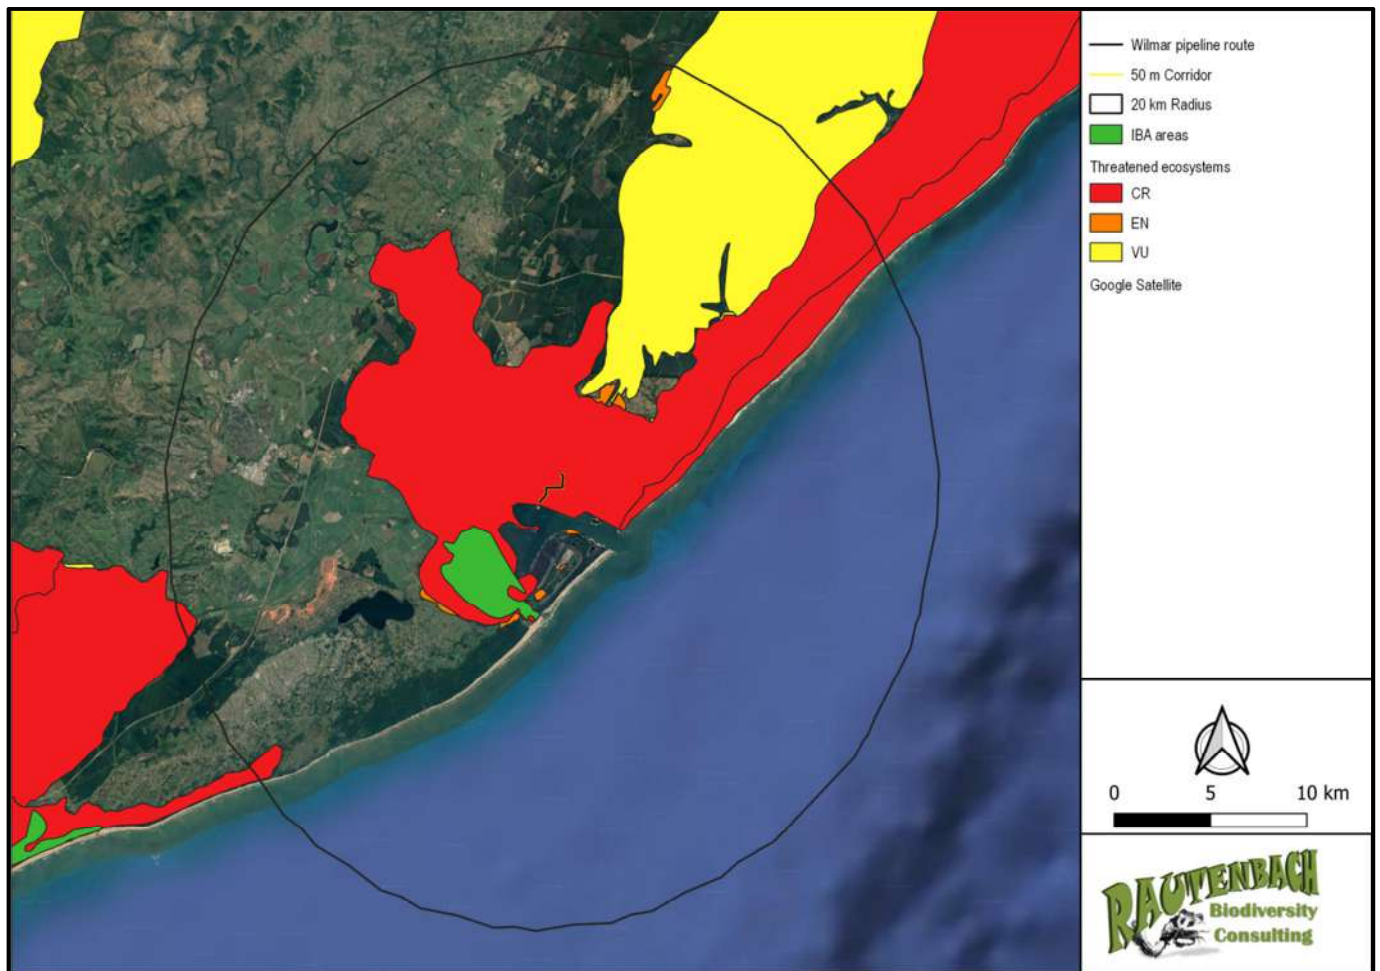 Wilmar pipeline route
50 m Corridor
20 km Radius
IBA areas
Threatened ecosystems
CR
EN
VU
Google Satellite
0 5 10 km
RAUTENBACH
Biodiversity
Consulting